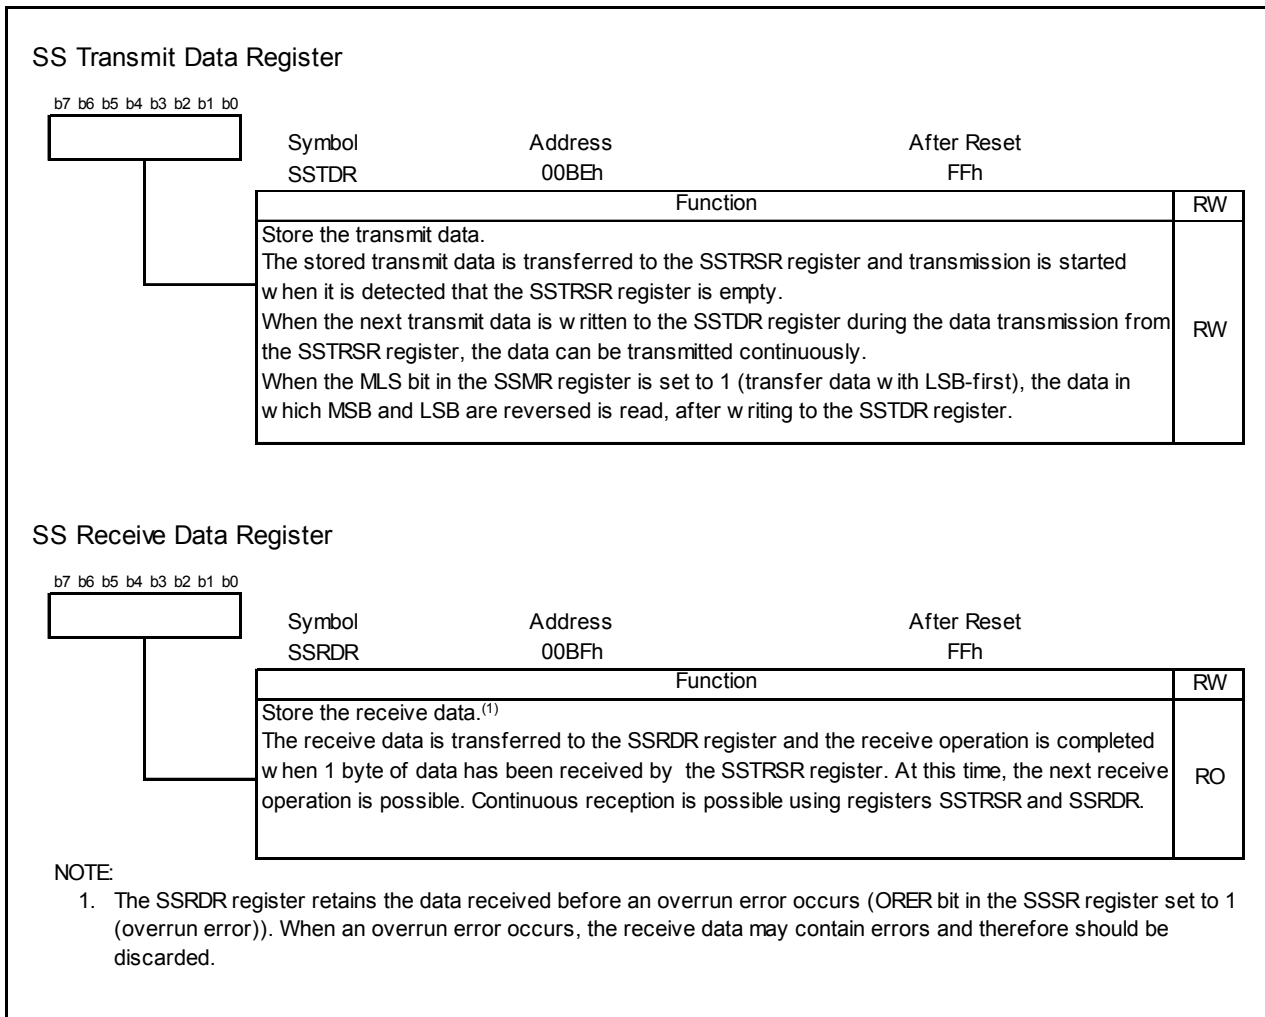 SS Transmit Data Register
b7 b6 b5 b4 b3 b2 b1 b0
Symbol Address After Reset
SSTDR 00BEh FFh
Function RW
Store the transmit data.
The stored transmit data is transferred to the SSTRSR register and transmission is started
when it is detected that the SSTRSR register is empty.
When the next transmit data is written to the SSTDR register during the data transmission from
the SSTRSR register, the data can be transmitted continuously.
When the MLS bit in the SSMR register is set to 1 (transfer data with LSB-first), the data in
which MSB and LSB are reversed is read, after writing to the SSTDR register.
RW
SS Receive Data Register
b7 b6 b5 b4 b3 b2 b1 b0
Symbol Address After Reset
SSRDR 00BFh FFh
Function RW
Store the receive data.(1)
The receive data is transferred to the SSRDR register and the receive operation is completed
when 1 byte of data has been received by the SSTRSR register. At this time, the next receive
operation is possible. Continuous reception is possible using registers SSTRSR and SSRDR.
RO
NOTE:
1. The SSRDR register retains the data received before an overrun error occurs (ORER bit in the SSSR register set to 1
(overrun error)). When an overrun error occurs, the receive data may contain errors and therefore should be
discarded.